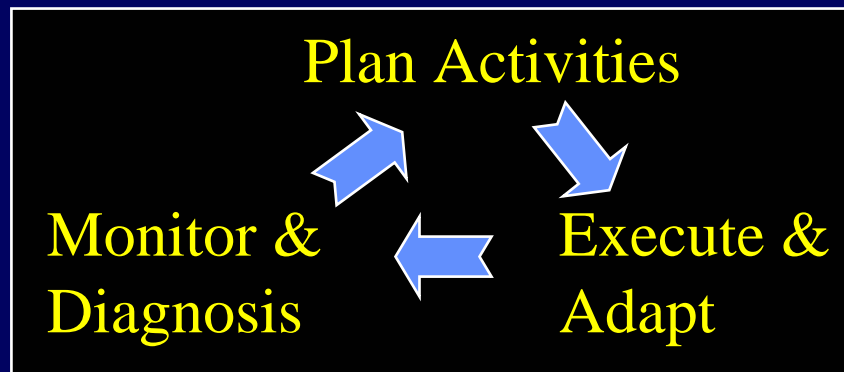 Plan Activities
Monitor &
Diagnosis
Execute &
Adapt